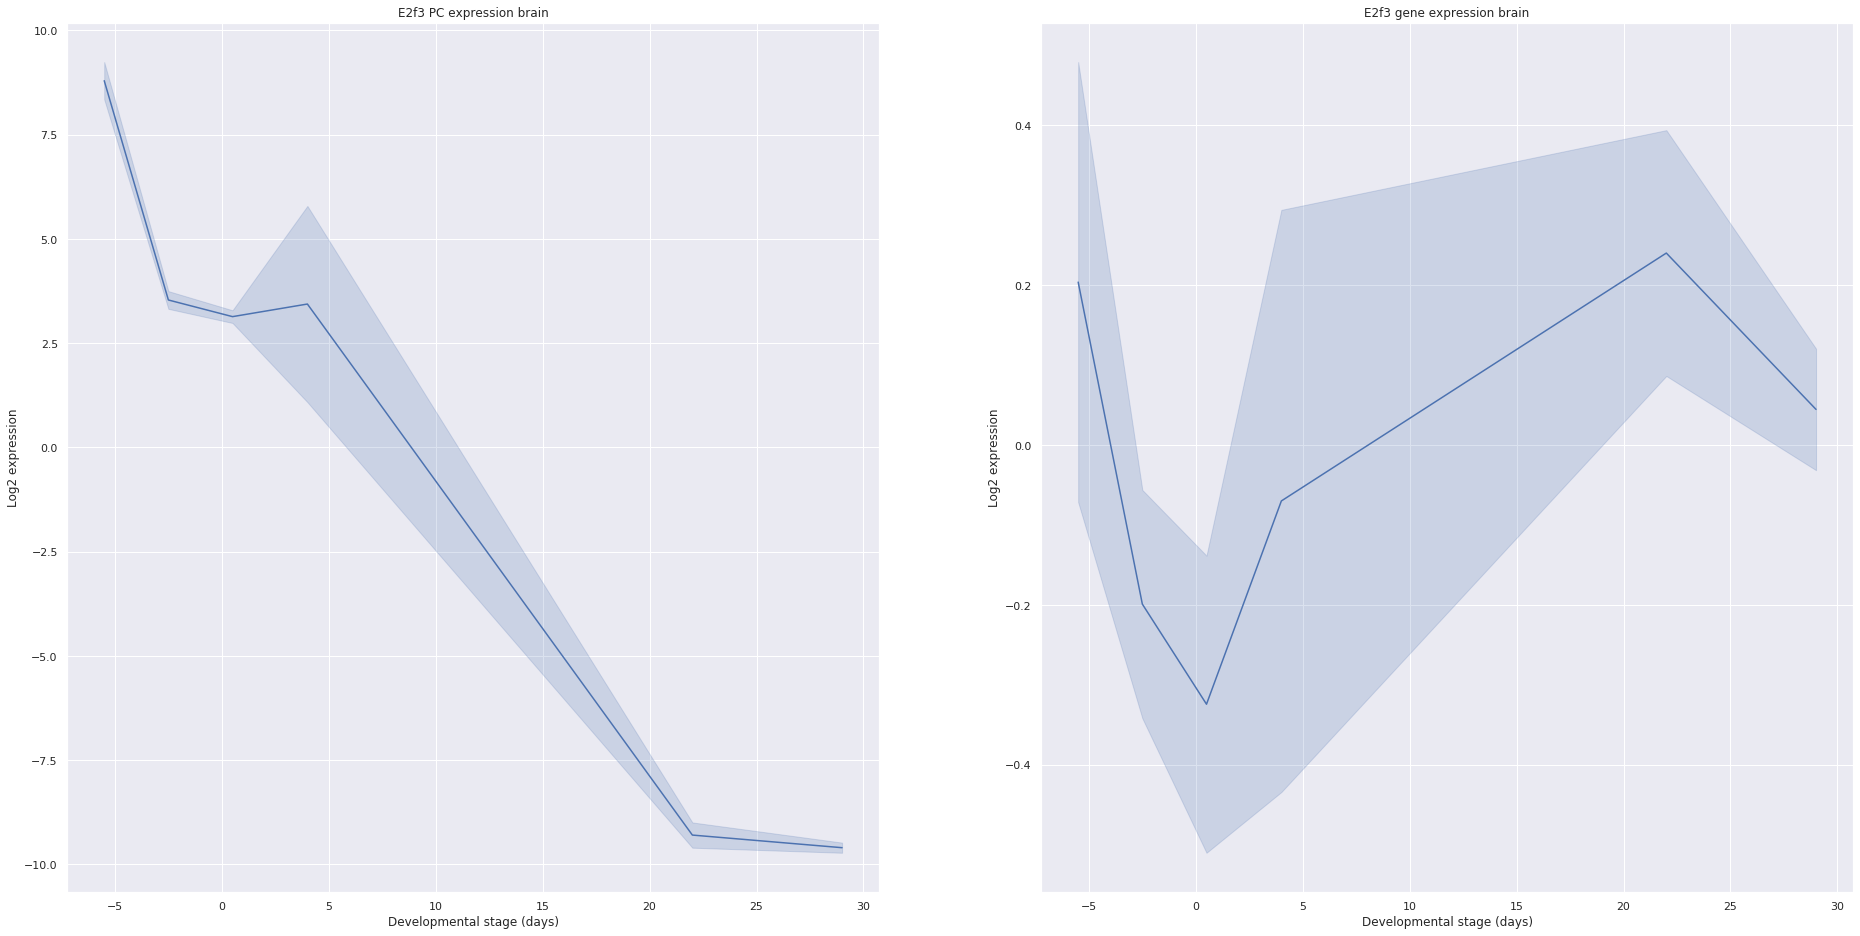 E2f3 PC expression brain
10.0
7.5
5.0
2.5
0.0
−2.5
−5.0
−7.5
−10.0
Log2 expression
−5 0 5 10 15 20 25 30
Developmental stage (days)
E2f3 gene expression brain
0.4
0.2
0.0
−0.2
−0.4
Log2 expression
−5 0 5 10 15 20 25 30
Developmental stage (days)